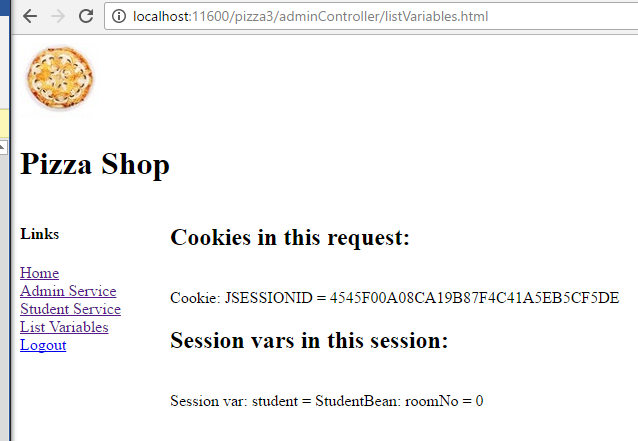 localhost:11600/pizza3/adminController/listVariables.html
Pizza Shop
Links
Home
Admin Service
Student Service
List Variables
Logout
Cookies in this request:
Cookie: JSESSIONID = 4545F00A08CA19B87F4C41A5EB5CF5DE
Session vars in this session:
Session var: student = StudentBean: roomNo = 0